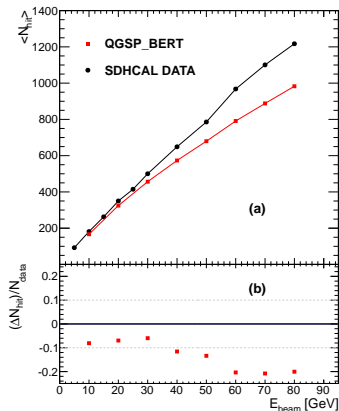 <N_hit>
1400
1200
1000
800
600
400
200
QGSP_BERT
SDHCAL DATA
(a)
(ΔN_hit)/N_data
0.2
0.1
0
-0.1
-0.2
(b)
0 10 20 30 40 50 60 70 80 90
E_beam [GeV]